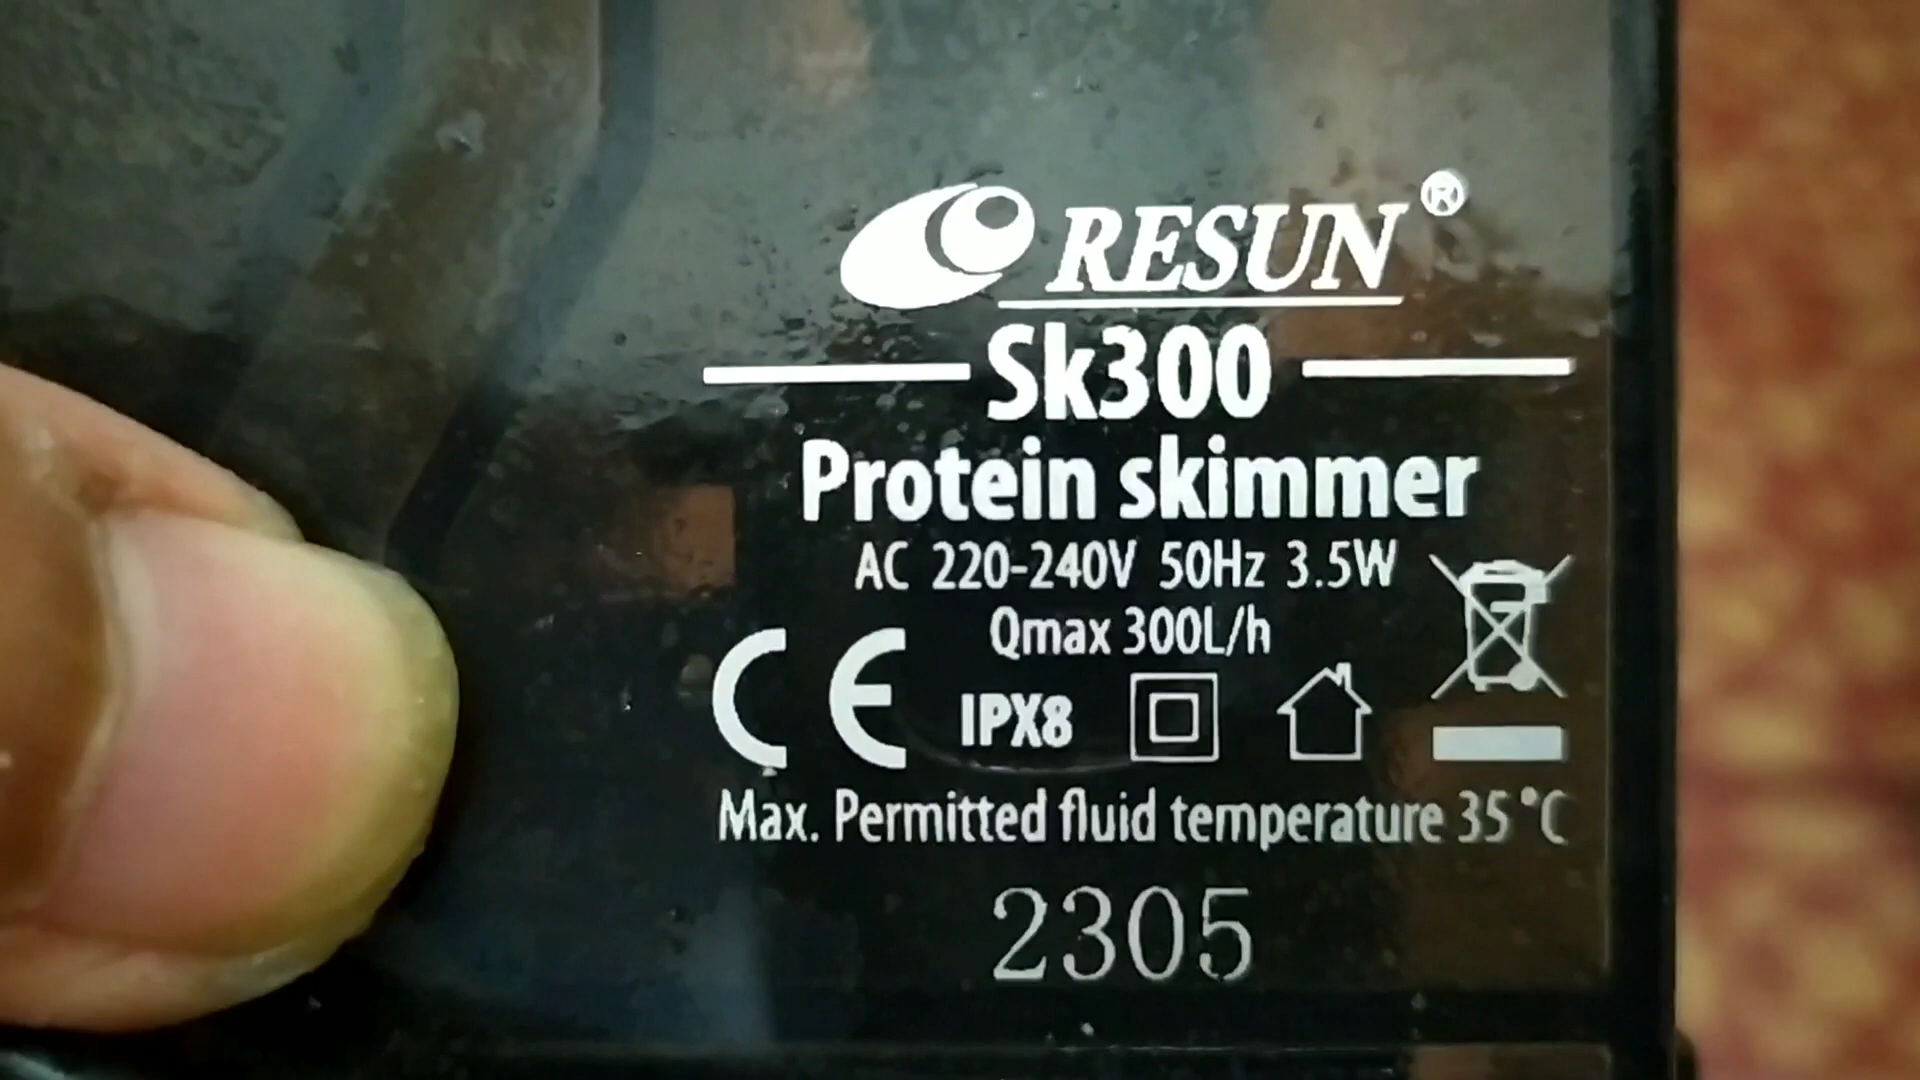 RESUN®
Sk300
Protein skimmer
AC 220-240V 50Hz 3.5W
Qmax 300L/h
CE IPX8
Max. Permitted fluid temperature 35°C
2305